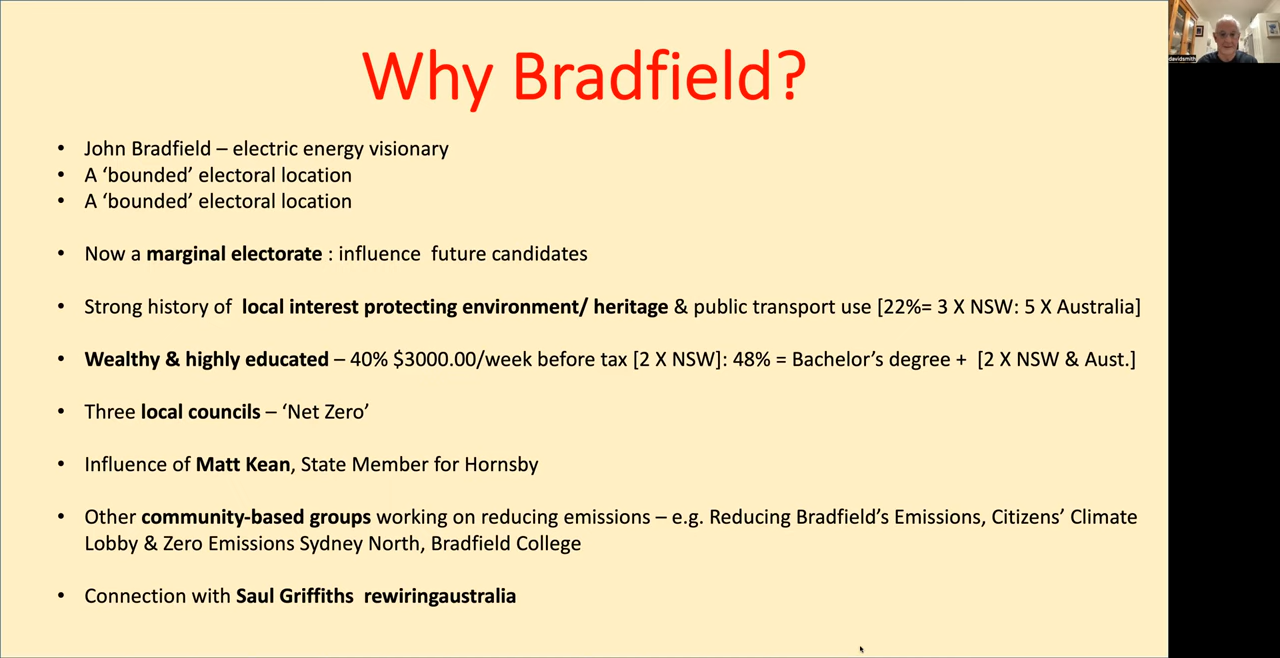 Why Bradfield?
• John Bradfield – electric energy visionary
• A ‘bounded’ electoral location
• A ‘bounded’ electoral location
• Now a marginal electorate : influence  future candidates
• Strong history of  local interest protecting environment/ heritage & public transport use [22%= 3 X NSW: 5 X Australia]
• Wealthy & highly educated – 40% $3000.00/week before tax [2 X NSW]: 48% = Bachelor’s degree +  [2 X NSW & Aust.]
• Three local councils – ‘Net Zero’
• Influence of Matt Kean, State Member for Hornsby
• Other community-based groups working on reducing emissions – e.g. Reducing Bradfield’s Emissions, Citizens’ Climate
Lobby & Zero Emissions Sydney North, Bradfield College
• Connection with Saul Griffiths  rewiringaustralia
davidsmith